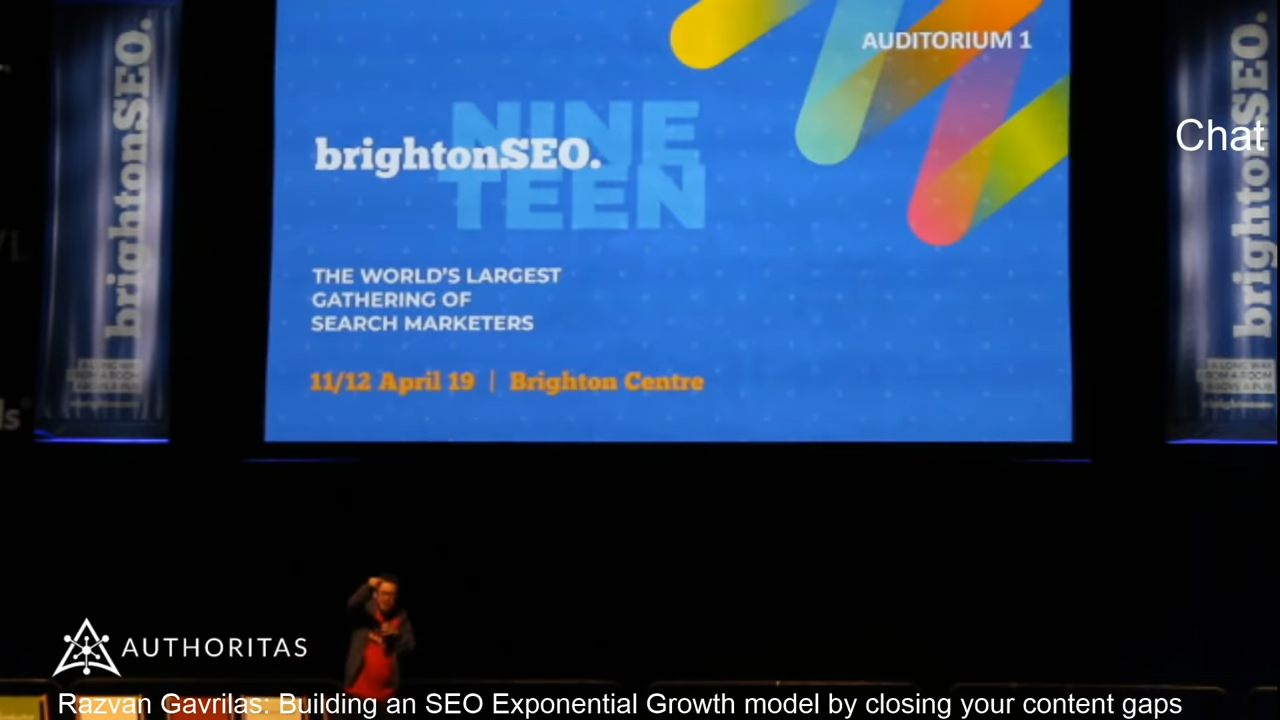 AUDITORIUM 1
NINE
TEEN
brightonSEO.
THE WORLD'S LARGEST
GATHERING OF
SEARCH MARKETERS
11/12 April 19 | Brighton Centre
brightonSEO.
brightonSEO.
Chat
AUTHORITAS
Razvan Gavrilas: Building an SEO Exponential Growth model by closing your content gaps